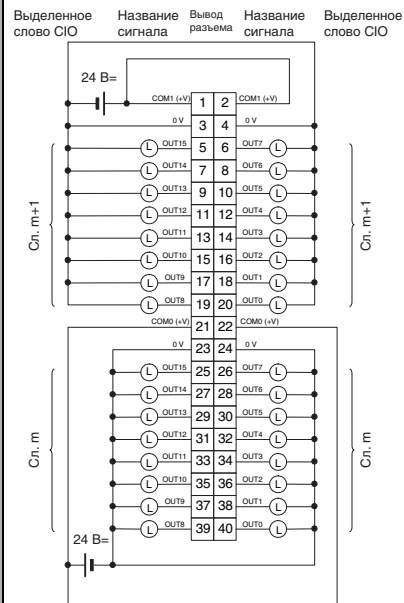 Выделенное слово CIO
Название сигнала
Вывод разъема
Название сигнала
Выделенное слово CIO
24 В=
COM1 (+V) 1 2 COM1 (+V)
0 V 3 4 0 V
L OUT15 5 6 OUT7 L
L OUT14 7 8 OUT6 L
L OUT13 9 10 OUT5 L
L OUT12 11 12 OUT4 L
L OUT11 13 14 OUT3 L
L OUT10 15 16 OUT2 L
L OUT9 17 18 OUT1 L
L OUT8 19 20 OUT0 L
Сл. m+1
Сл. m+1
COM0 (+V) 21 22 COM0 (+V)
0 V 23 24 0 V
L OUT15 25 26 OUT7 L
L OUT14 27 28 OUT6 L
L OUT13 29 30 OUT5 L
L OUT12 31 32 OUT4 L
L OUT11 33 34 OUT3 L
L OUT10 35 36 OUT2 L
L OUT9 37 38 OUT1 L
L OUT8 39 40 OUT0 L
Сл. m
Сл. m
24 В=